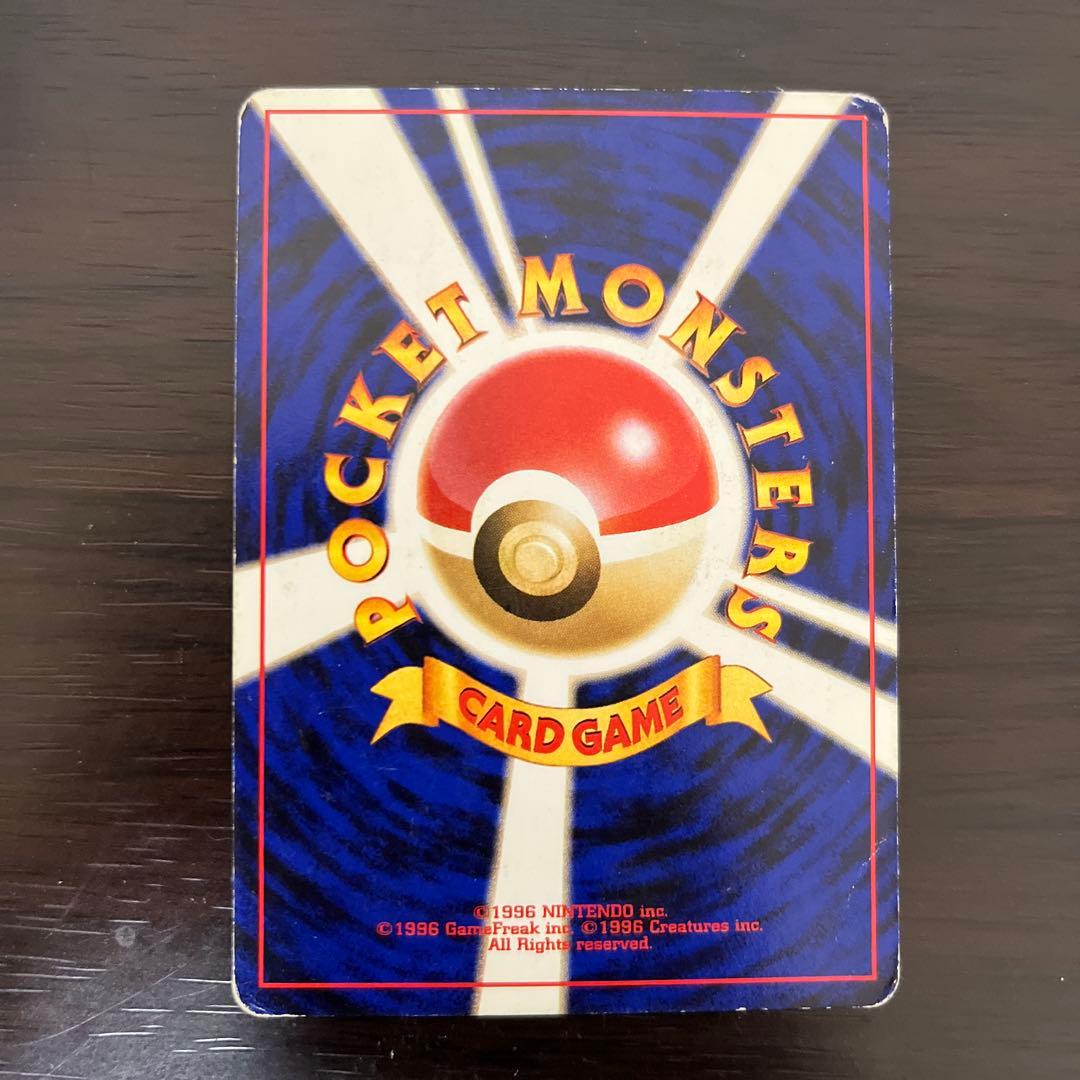 POCKET MONSTERS
CARD GAME
©1996 NINTENDO inc.
©1996 GameFreak inc. ©1996 Creatures inc.
All Rights reserved.